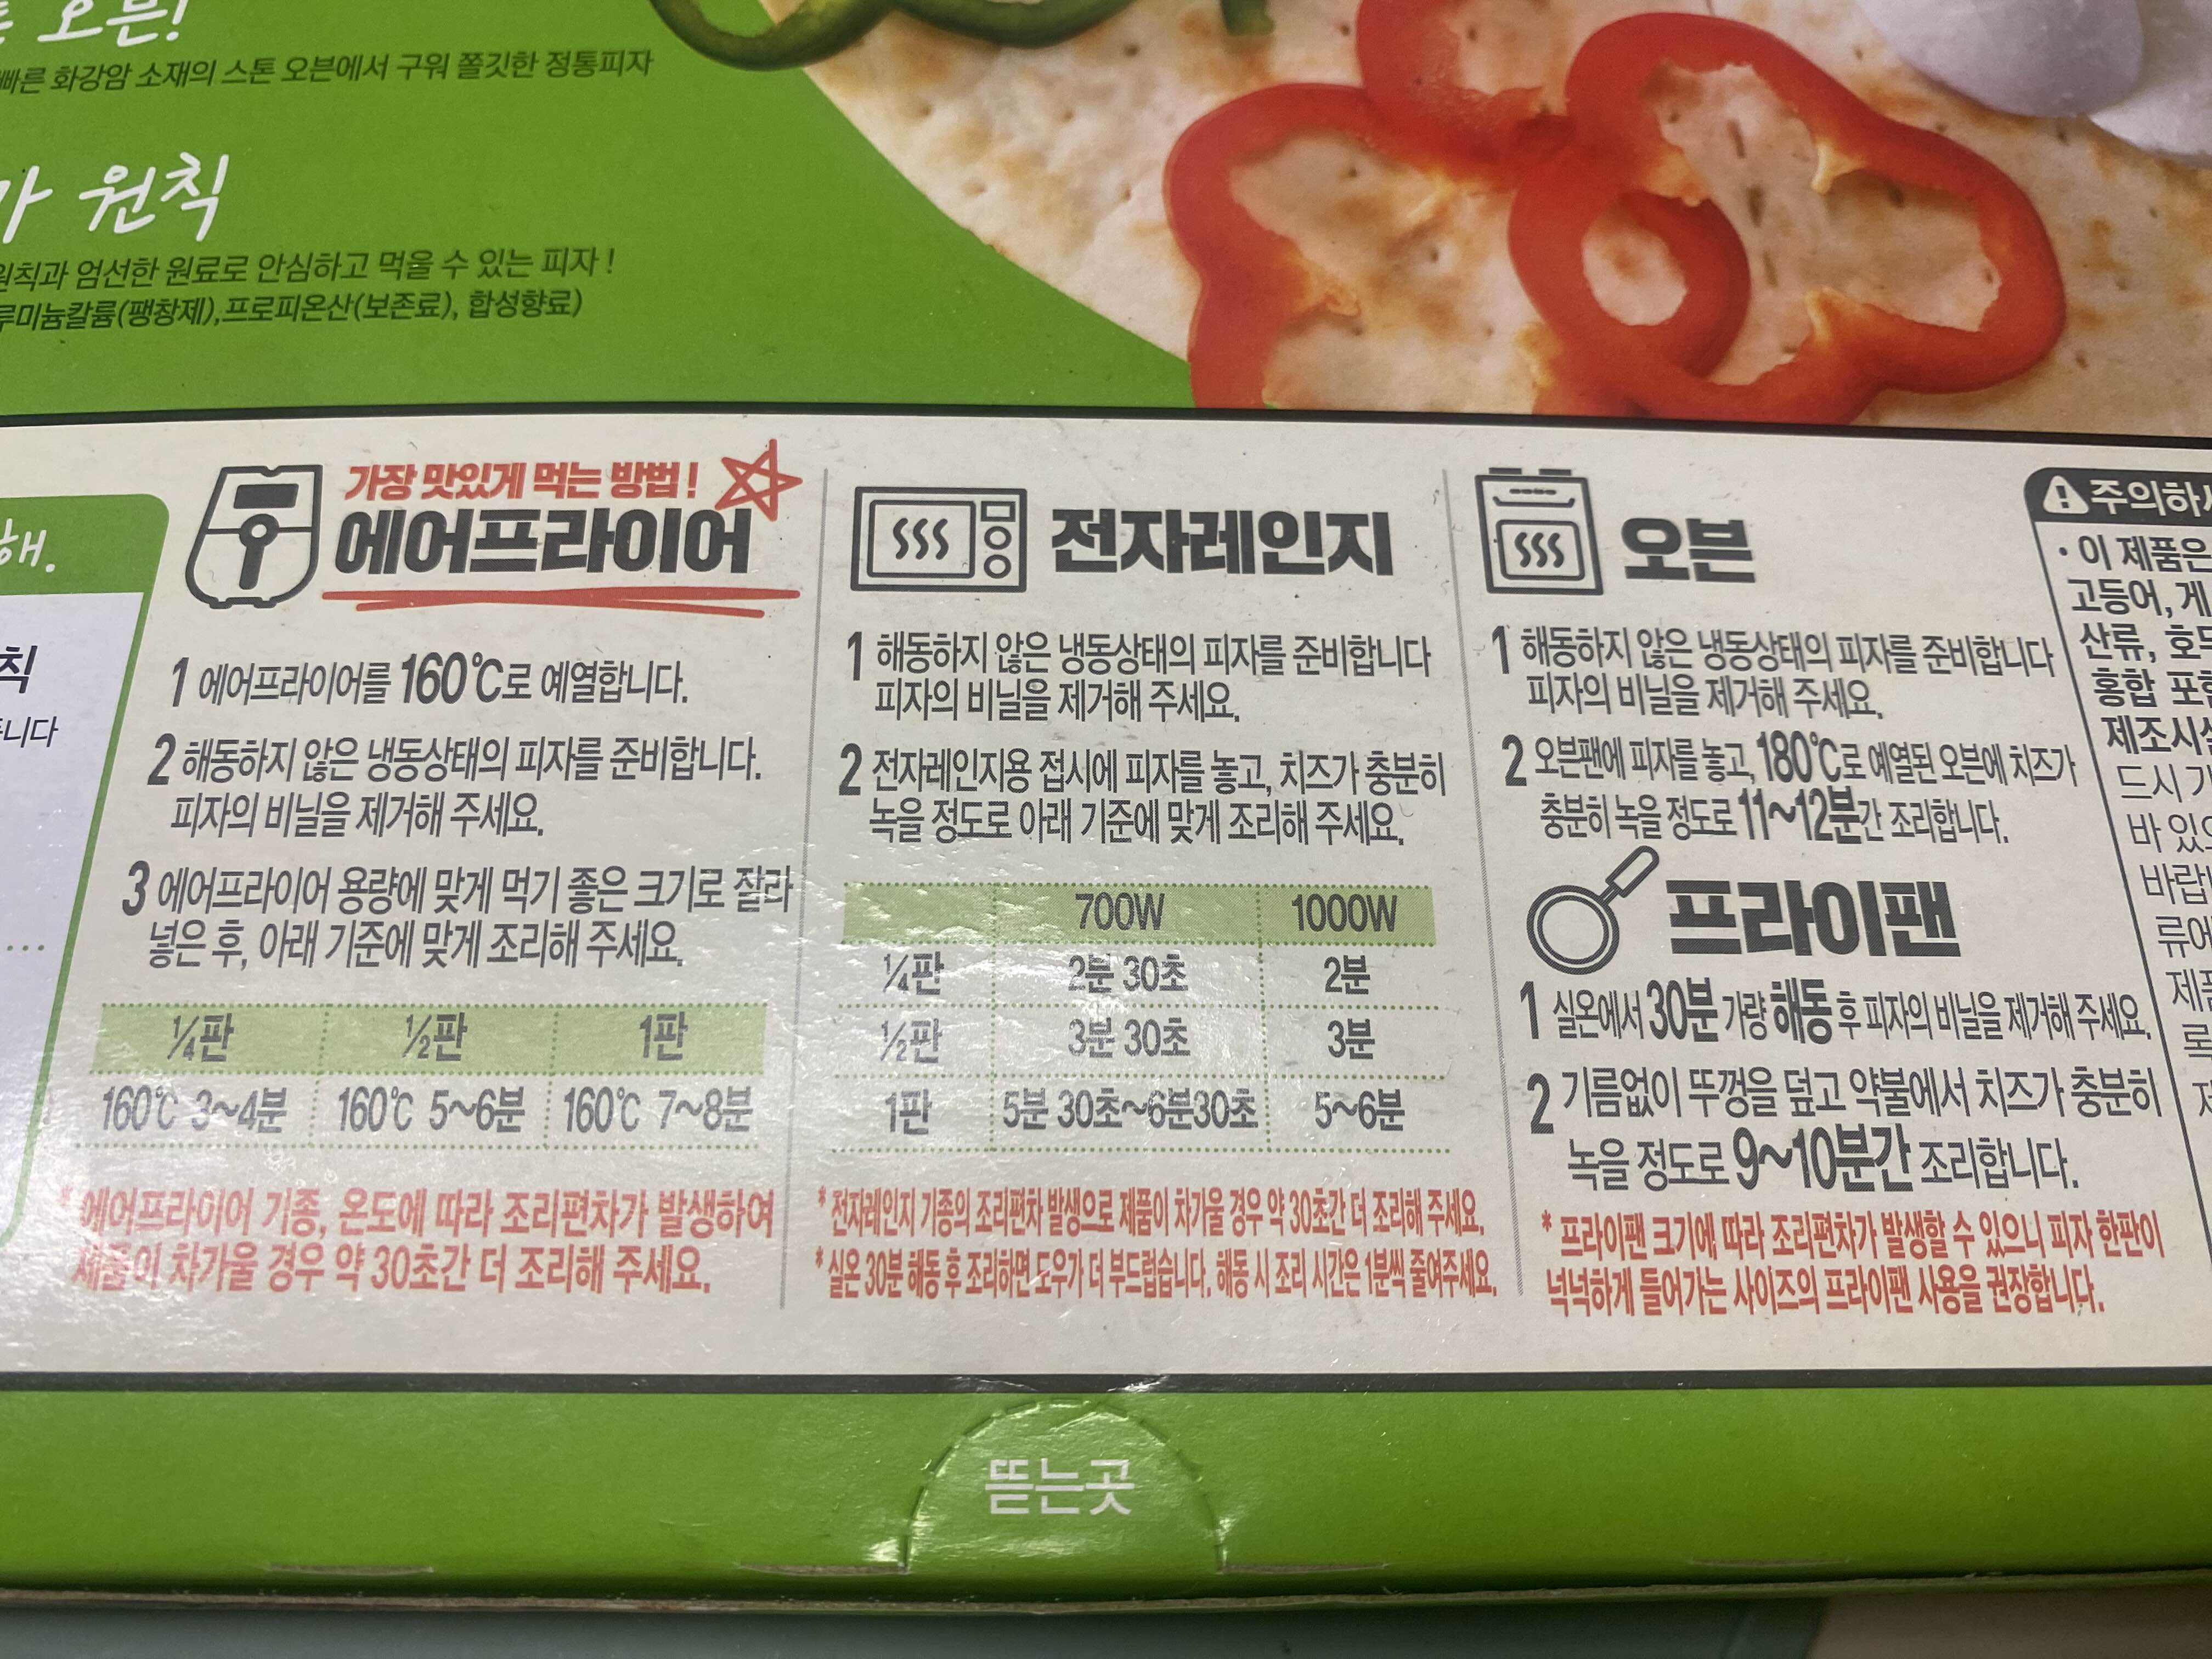 오븐!
빠른 화강암 소재의 스톤 오븐에서 구워 쫄깃한 정통피자
원칙
원칙과 엄선한 원료로 안심하고 먹을 수 있는 피자 !
루미늄칼륨(팽창제),프로피온산(보존료), 합성향료)
해.
칙
니다
가장 맛있게 먹는 방법 !
에어프라이어
1 에어프라이어를 160℃로 예열합니다.
2 해동하지 않은 냉동상태의 피자를 준비합니다.
피자의 비닐을 제거해 주세요.
3 에어프라이어 용량에 맞게 먹기 좋은 크기로 잘라
넣은 후, 아래 기준에 맞게 조리해 주세요.
¼판 ½판 1판
160℃ 3~4분 160℃ 5~6분 160℃ 7~8분
* 에어프라이어 기종, 온도에 따라 조리편차가 발생하여
제품이 차가울 경우 약 30초간 더 조리해 주세요.
전자레인지
1 해동하지 않은 냉동상태의 피자를 준비합니다
피자의 비닐을 제거해 주세요.
2 전자레인지용 접시에 피자를 놓고, 치즈가 충분히
녹을 정도로 아래 기준에 맞게 조리해 주세요.
700W 1000W
¼판 2분 30초 2분
½판 3분 30초 3분
1판 5분 30초~6분30초 5~6분
* 전자레인지 기종의 조리편차 발생으로 제품이 차가울 경우 약 30초간 더 조리해 주세요.
* 실온 30분 해동 후 조리하면 도우가 더 부드럽습니다. 해동 시 조리 시간은 1분씩 줄여주세요.
오븐
1 해동하지 않은 냉동상태의 피자를 준비합니다
피자의 비닐을 제거해 주세요.
2 오븐팬에 피자를 놓고, 180℃로 예열된 오븐에 치즈가
충분히 녹을 정도로 11~12분간 조리합니다.
프라이팬
1 실온에서 30분 가량 해동 후 피자의 비닐을 제거해 주세요.
2 기름없이 뚜껑을 덮고 약불에서 치즈가 충분히
녹을 정도로 9~10분간 조리합니다.
* 프라이팬 크기에 따라 조리편차가 발생할 수 있으니 피자 한판이
넉넉하게 들어가는 사이즈의 프라이팬 사용을 권장합니다.
주의하
· 이 제품은
고등어, 게
산류, 호
홍합 포
제조시
드시 기
바 있
바랍
류에
제
록
뜯는곳